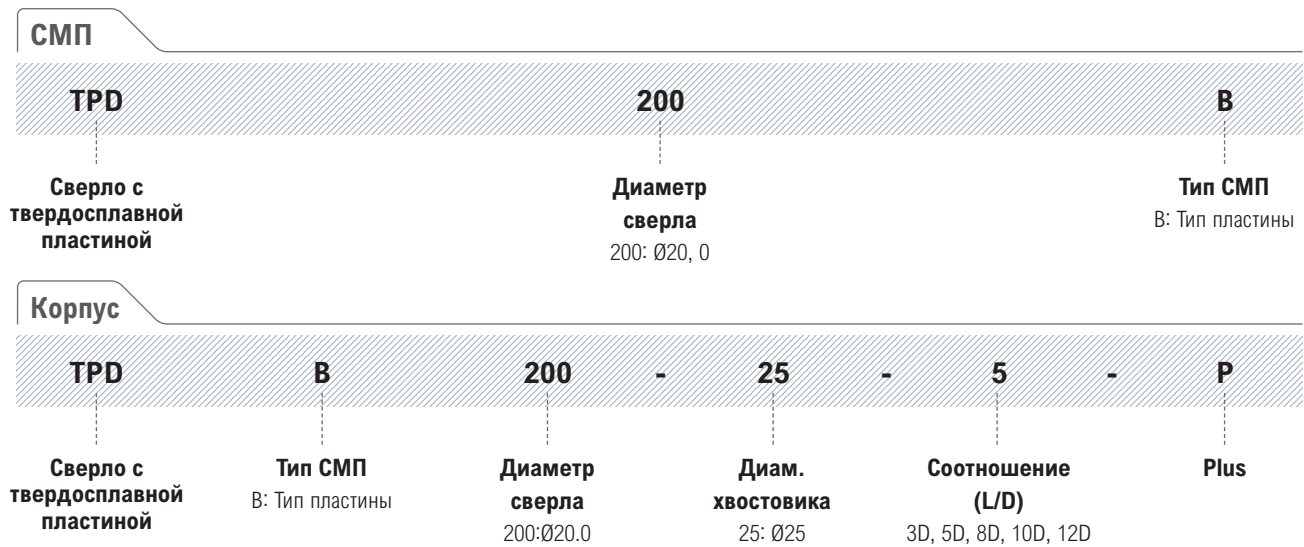 СМП
TPD 200 B
Сверло с
твердосплавной
пластиной
Диаметр
сверла
200: Ø20, 0
Тип СМП
B: Тип пластины
Корпус
TPD B 200 - 25 - 5 - P
Сверло с
твердосплавной
пластиной
Тип СМП
B: Тип пластины
Диаметр
сверла
200:Ø20.0
Диам.
хвостовика
25: Ø25
Соотношение
(L/D)
3D, 5D, 8D, 10D, 12D
Plus